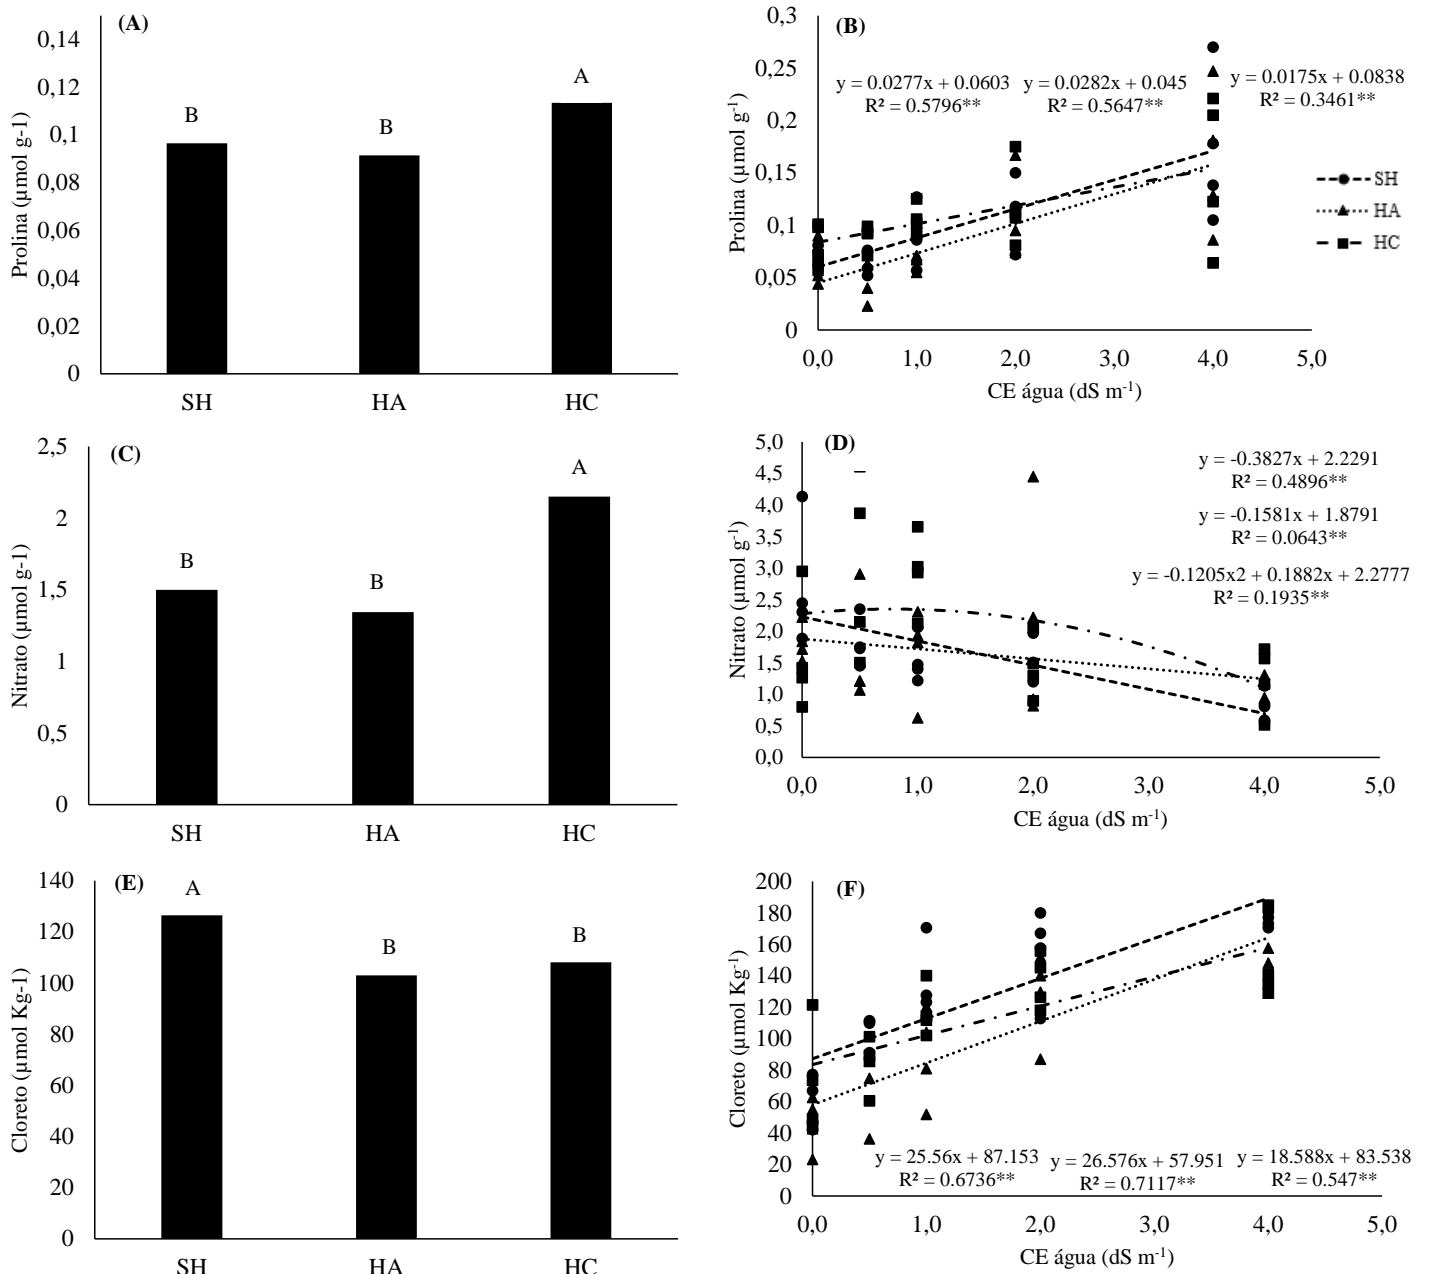 (A)
0,14
0,12
0,1
0,08
0,06
0,04
0,02
0
Prolina (µmol g-1)
B
B
A
SH
HA
HC
(B)
0,3
0,25
0,2
0,15
0,1
0,05
0
Prolina (µmol g-1)
y = 0.0277x + 0.0603
R² = 0.5796**
y = 0.0282x + 0.045
R² = 0.5647**
y = 0.0175x + 0.0838
R² = 0.3461**
SH
HA
HC
0,0
1,0
2,0
3,0
4,0
5,0
CE água (dS m-1)
(C)
2,5
2
1,5
1
0,5
0
Nitrato (µmol g-1)
B
B
A
SH
HA
HC
(D)
5,0
4,5
4,0
3,5
3,0
2,5
2,0
1,5
1,0
0,5
0,0
Nitrato (µmol g-1)
y = -0.3827x + 2.2291
R² = 0.4896**
y = -0.1581x + 1.8791
R² = 0.0643**
y = -0.1205x2 + 0.1882x + 2.2777
R² = 0.1935**
0,0
1,0
2,0
3,0
4,0
5,0
CE água (dS m-1)
(E)
140
120
100
80
60
40
20
0
Cloreto (µmol Kg-1)
A
B
B
SH
HA
HC
(F)
200
180
160
140
120
100
80
60
40
20
0
Cloreto (µmol Kg-1)
y = 25.56x + 87.153
R² = 0.6736**
y = 26.576x + 57.951
R² = 0.7117**
y = 18.588x + 83.538
R² = 0.547**
0,0
1,0
2,0
3,0
4,0
5,0
CE água (dS m-1)